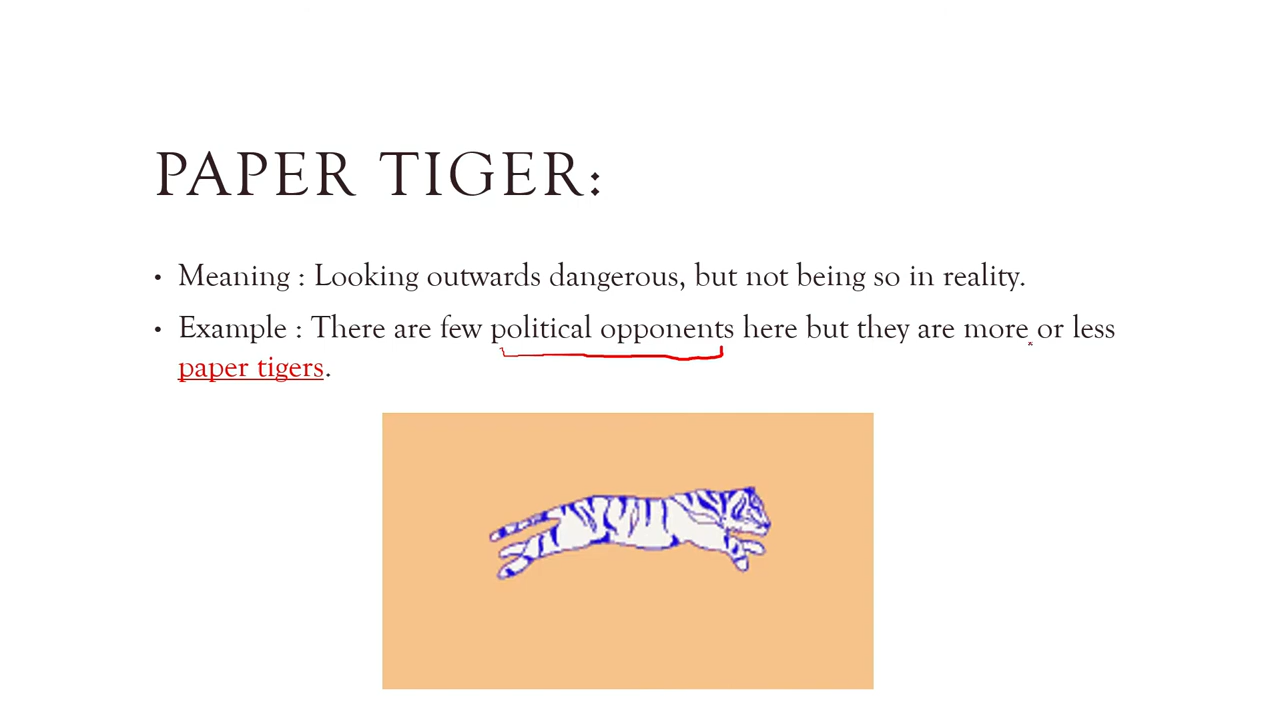 PAPER TIGER:
• Meaning : Looking outwards dangerous, but not being so in reality.
• Example : There are few political opponents here but they are more or less
paper tigers.